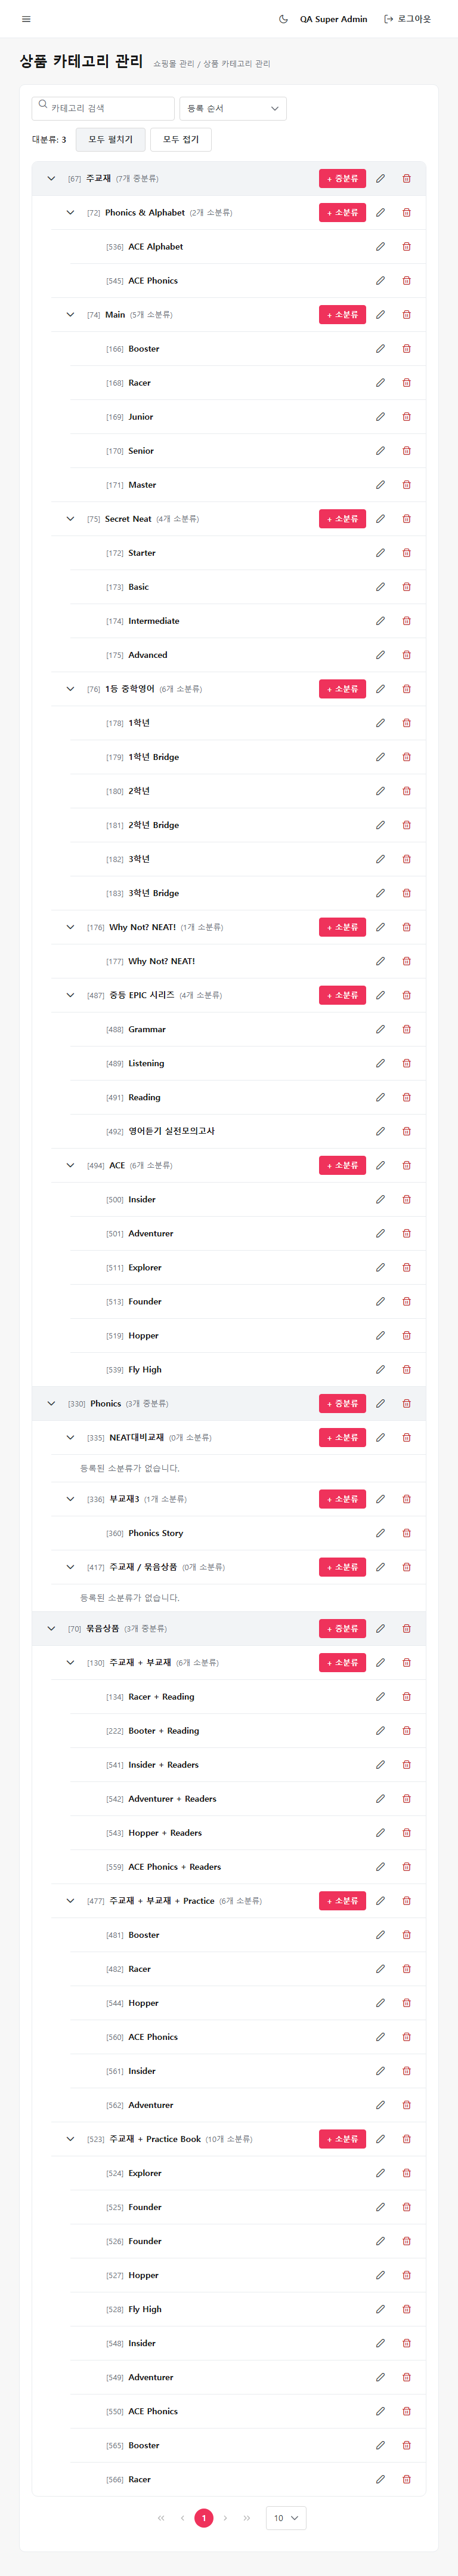 QA Super Admin 로그아웃
상품 카테고리 관리 쇼핑몰 관리 / 상품 카테고리 관리
카테고리 검색 등록 순서
대분류: 3 모두 펼치기 모두 접기
[67] 주교재 (7개 중분류) + 중분류
[72] Phonics & Alphabet (2개 소분류) + 소분류
[536] ACE Alphabet
[545] ACE Phonics
[74] Main (5개 소분류) + 소분류
[166] Booster
[168] Racer
[169] Junior
[170] Senior
[171] Master
[75] Secret Neat (4개 소분류) + 소분류
[172] Starter
[173] Basic
[174] Intermediate
[175] Advanced
[76] 1등 중학영어 (6개 소분류) + 소분류
[178] 1학년
[179] 1학년 Bridge
[180] 2학년
[181] 2학년 Bridge
[182] 3학년
[183] 3학년 Bridge
[176] Why Not? NEAT! (1개 소분류) + 소분류
[177] Why Not? NEAT!
[487] 중등 EPIC 시리즈 (4개 소분류) + 소분류
[488] Grammar
[489] Listening
[491] Reading
[492] 영어듣기 실전모의고사
[494] ACE (6개 소분류) + 소분류
[500] Insider
[501] Adventurer
[511] Explorer
[513] Founder
[519] Hopper
[539] Fly High
[330] Phonics (3개 중분류) + 중분류
[335] NEAT대비교재 (0개 소분류) + 소분류
등록된 소분류가 없습니다.
[336] 부교재3 (1개 소분류) + 소분류
[360] Phonics Story
[417] 주교재 / 묶음상품 (0개 소분류) + 소분류
등록된 소분류가 없습니다.
[70] 묶음상품 (3개 중분류) + 중분류
[130] 주교재 + 부교재 (6개 소분류) + 소분류
[134] Racer + Reading
[222] Booter + Reading
[541] Insider + Readers
[542] Adventurer + Readers
[543] Hopper + Readers
[559] ACE Phonics + Readers
[477] 주교재 + 부교재 + Practice (6개 소분류) + 소분류
[481] Booster
[482] Racer
[544] Hopper
[560] ACE Phonics
[561] Insider
[562] Adventurer
[523] 주교재 + Practice Book (10개 소분류) + 소분류
[524] Explorer
[525] Founder
[526] Founder
[527] Hopper
[528] Fly High
[548] Insider
[549] Adventurer
[550] ACE Phonics
[565] Booster
[566] Racer
1 10